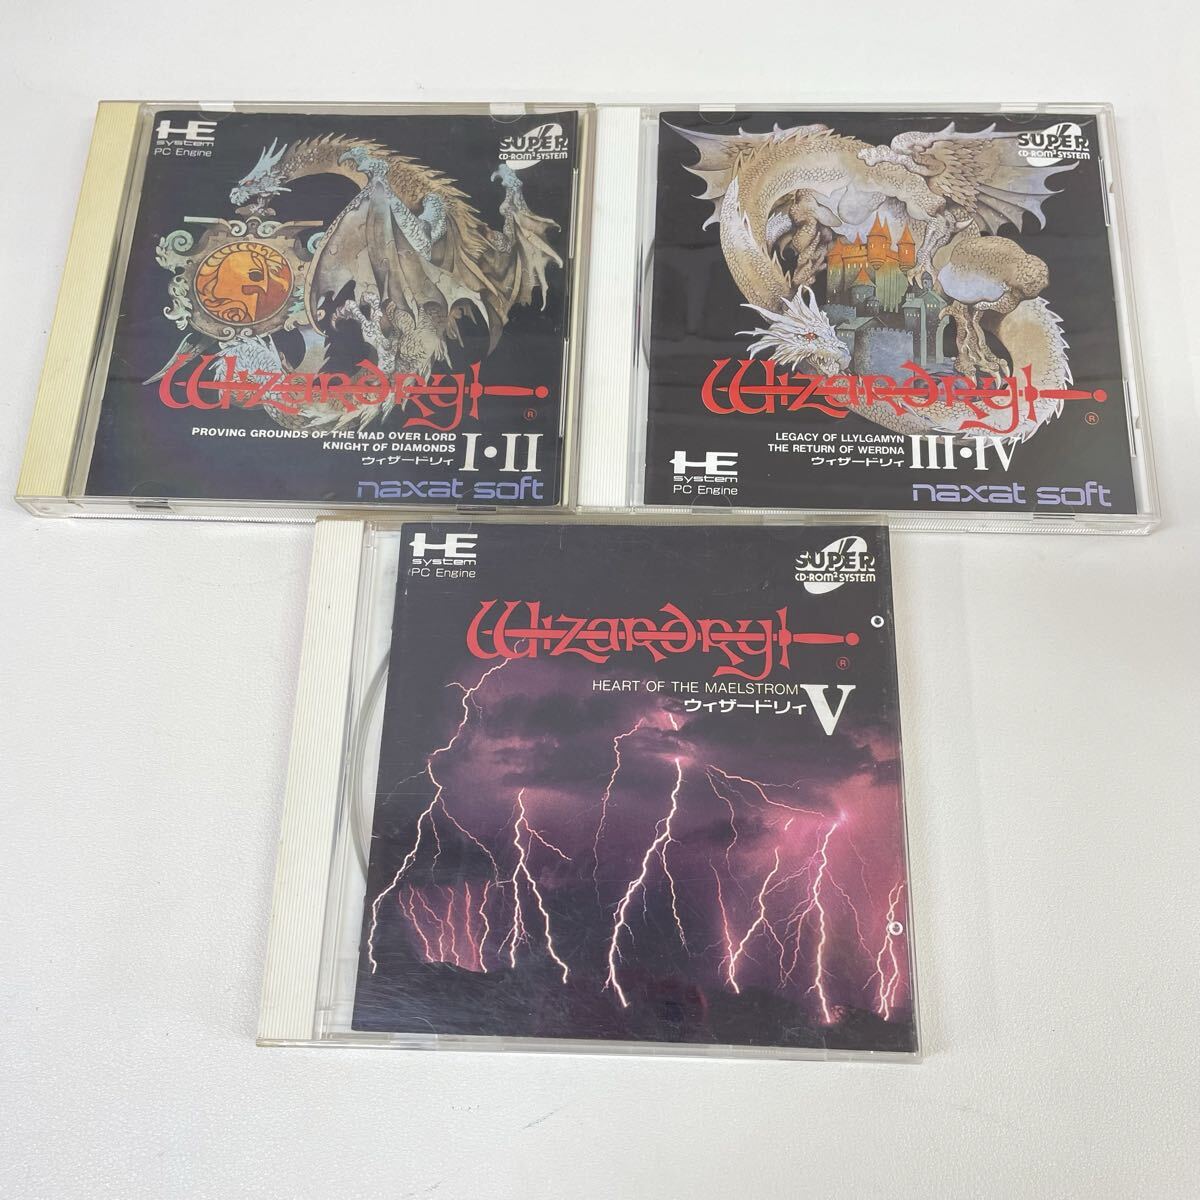 HE
system
PC Engine
SUPER
CD-ROM² SYSTEM
Wizardry
®
PROVING GROUNDS OF THE MAD OVER LORD
KNIGHT OF DIAMONDS
ウィザードリィ
I・II
naxat soft
SUPER
CD-ROM² SYSTEM
Wizardry
®
LEGACY OF LLYLGAMYN
THE RETURN OF WERDNA
ウィザードリィ
III・IV
HE
system
PC Engine
naxat soft
HE
system
PC Engine
SUPER
CD-ROM² SYSTEM
Wizardry
®
HEART OF THE MAELSTROM
ウィザードリィ
V